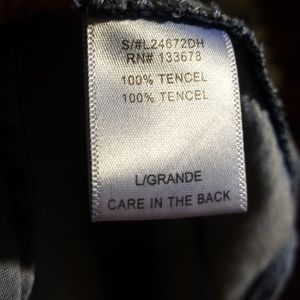 S/#L24672DH
RN# 133678
100% TENCEL
100% TENCEL
L/GRANDE
CARE IN THE BACK